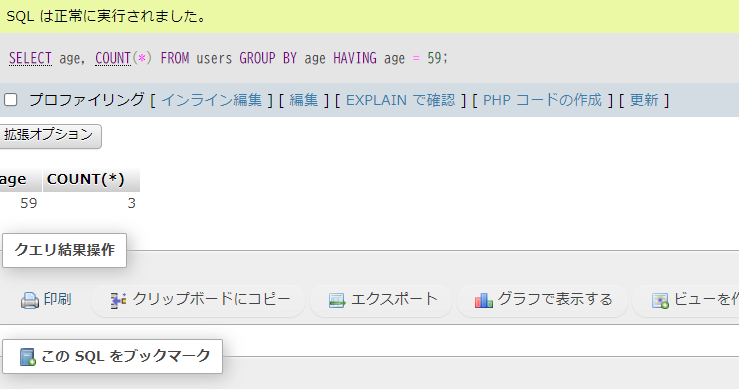 SQL は正常に実行されました。
SELECT age, COUNT(*) FROM users GROUP BY age HAVING age = 59;
プロファイリング [ インライン編集 ] [ 編集 ] [ EXPLAIN で確認 ] [ PHP コードの作成 ] [ 更新 ]
拡張オプション
age COUNT(*)
59 3
クエリ結果操作
印刷 クリップボードにコピー エクスポート グラフで表示する ビューを作
この SQL をブックマーク